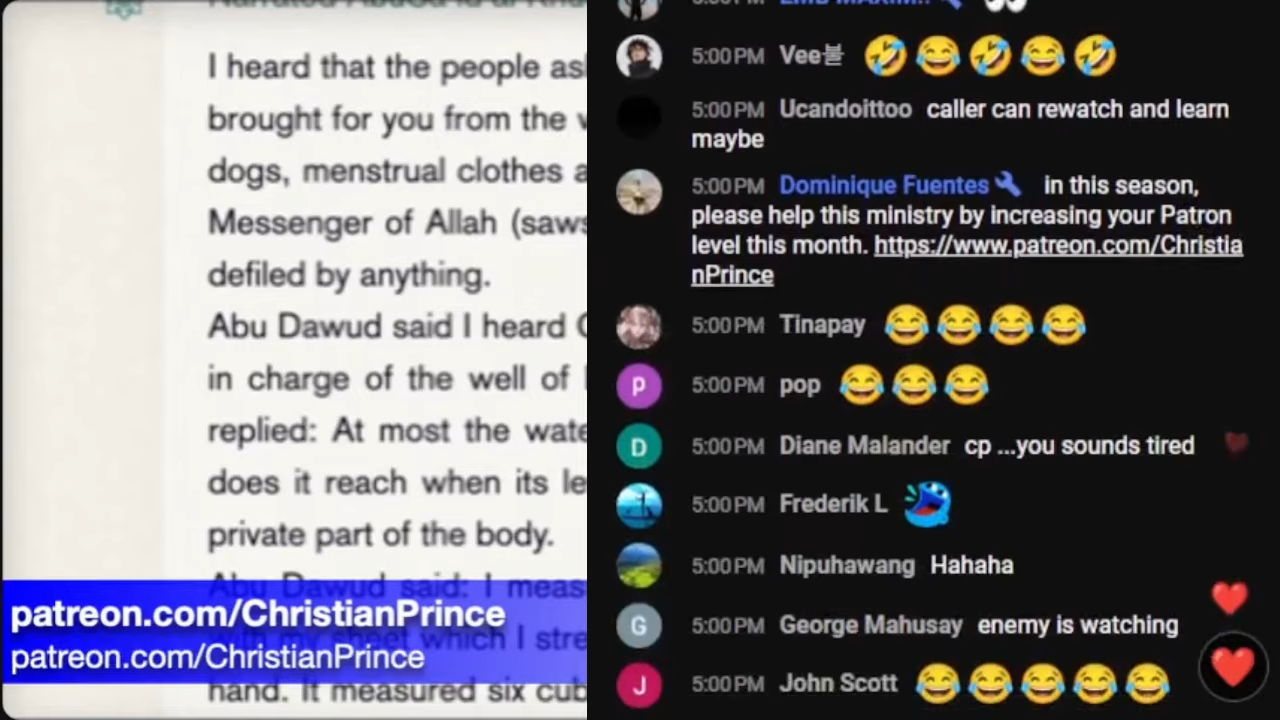 I heard that the people as
brought for you from the
dogs, menstrual clothes
Messenger of Allah (saws
defiled by anything.
Abu Dawud said I heard
in charge of the well of
replied: At most the wate
does it reach when its le
private part of the body.
Abu Dawud said: I meas
with my sheet which I stre
hand. It measured six cub
patreon.com/ChristianPrince
patreon.com/ChristianPrince
5:00 PM Vee불 🤣😂🤣😂🤣
5:00 PM Ucandoittoo caller can rewatch and learn
maybe
5:00 PM Dominique Fuentes in this season,
please help this ministry by increasing your Patron
level this month. https://www.patreon.com/Christia
nPrince
5:00 PM Tinapay 😂😂😂😂
5:00 PM pop 😂😂😂
5:00 PM Diane Malander cp ...you sounds tired
5:00 PM Frederik L
5:00 PM Nipuhawang Hahaha
5:00 PM George Mahusay enemy is watching
5:00 PM John Scott 😂😂😂😂😂